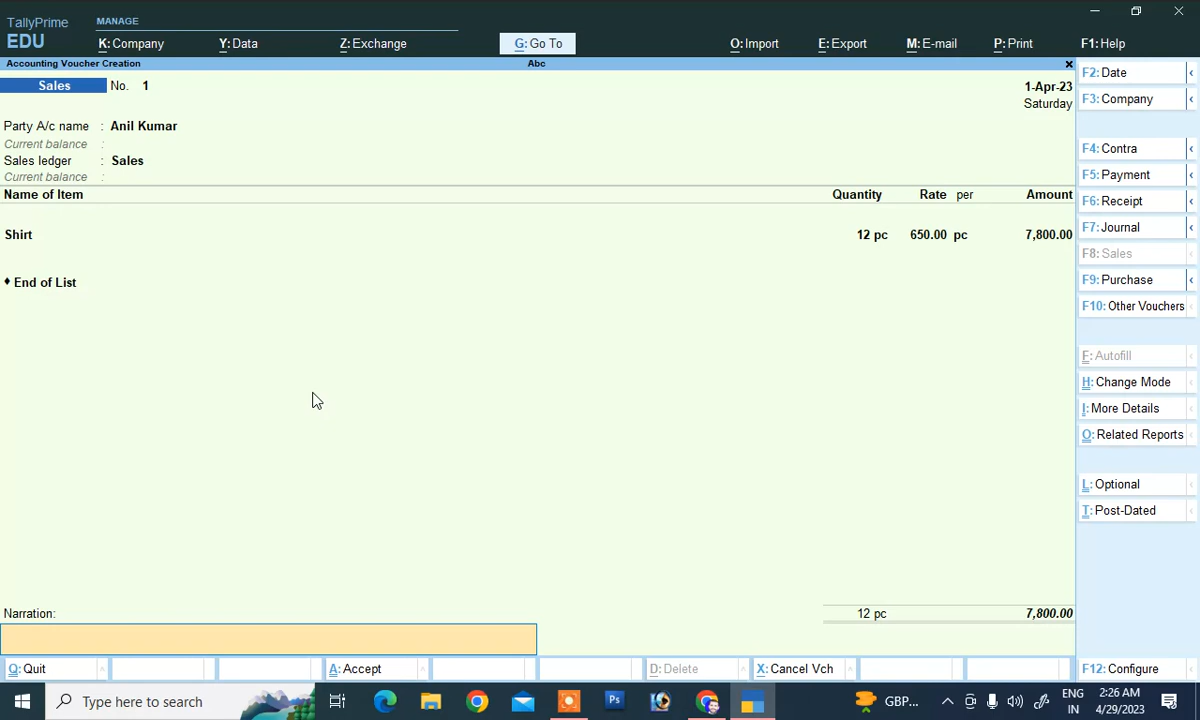 TallyPrime
EDU
MANAGE
K: Company
Y: Data
Z: Exchange
G: Go To
O: Import
E: Export
M: E-mail
P: Print
F1: Help
Accounting Voucher Creation
Abc
Sales
No. 1
1-Apr-23
Saturday
Party A/c name : Anil Kumar
Current balance :
Sales ledger : Sales
Current balance :
Name of Item Quantity Rate per Amount
Shirt 12 pc 650.00 pc 7,800.00
♦ End of List
Narration:
12 pc 7,800.00
F2: Date
F3: Company
F4: Contra
F5: Payment
F6: Receipt
F7: Journal
F8: Sales
F9: Purchase
F10: Other Vouchers
F: Autofill
H: Change Mode
I: More Details
O: Related Reports
L: Optional
T: Post-Dated
Q: Quit
A: Accept
D: Delete
X: Cancel Vch
F12: Configure
Type here to search
Ps
GBP...
ENG
IN
2:26 AM
4/29/2023